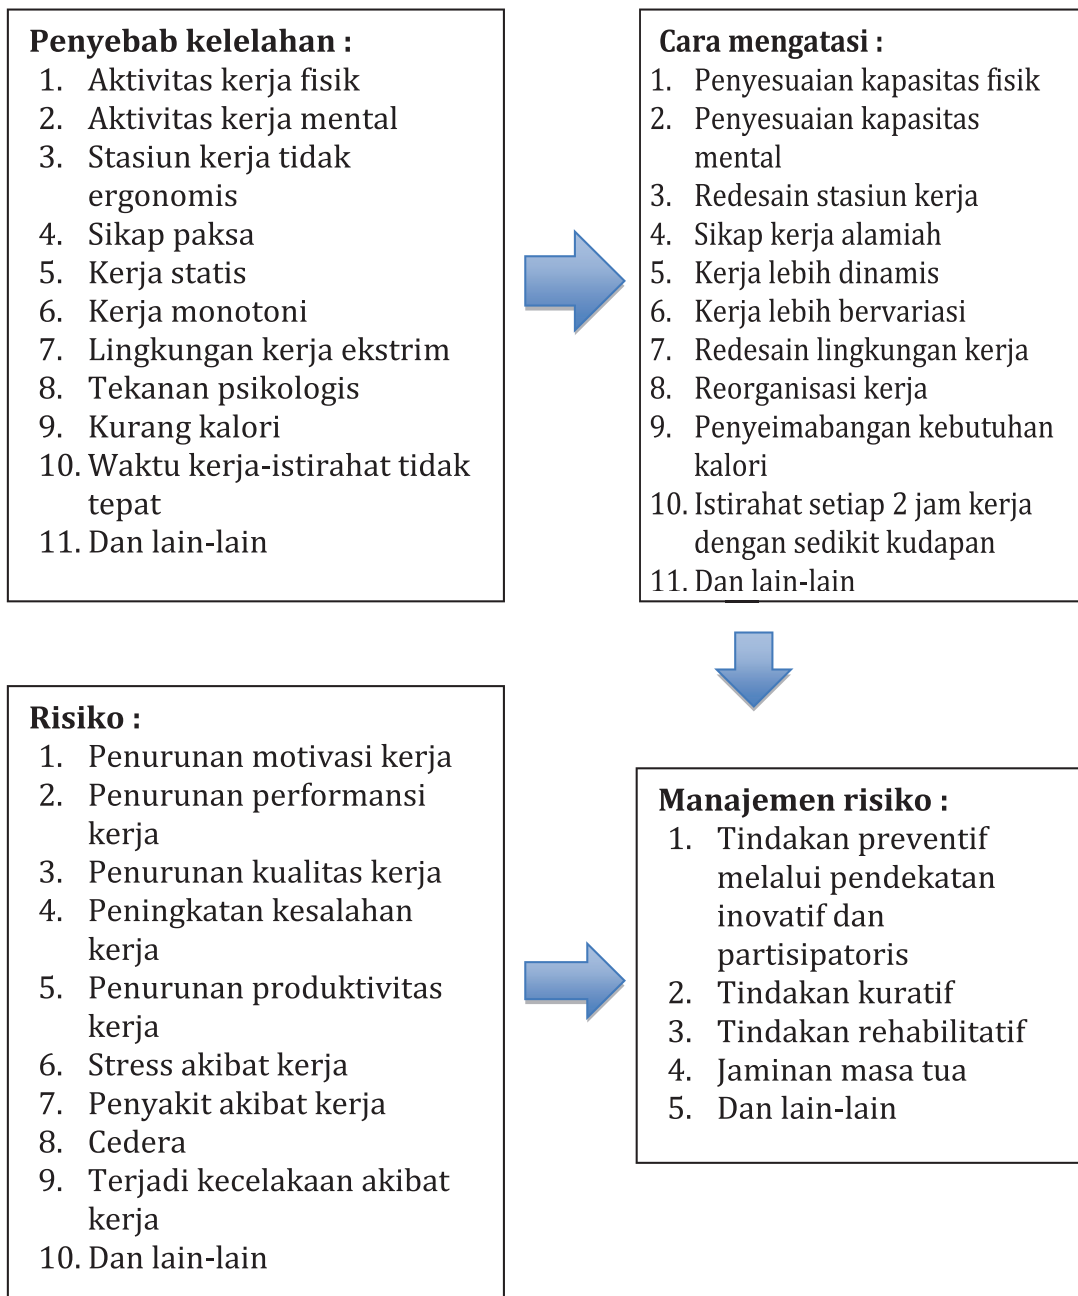 Penyebab kelelahan :
1. Aktivitas kerja fisik
2. Aktivitas kerja mental
3. Stasiun kerja tidak
ergonomis
4. Sikap paksa
5. Kerja statis
6. Kerja monotoni
7. Lingkungan kerja ekstrim
8. Tekanan psikologis
9. Kurang kalori
10. Waktu kerja-istirahat tidak
tepat
11. Dan lain-lain
Cara mengatasi :
1. Penyesuaian kapasitas fisik
2. Penyesuaian kapasitas
mental
3. Redesain stasiun kerja
4. Sikap kerja alamiah
5. Kerja lebih dinamis
6. Kerja lebih bervariasi
7. Redesain lingkungan kerja
8. Reorganisasi kerja
9. Penyeimabangan kebutuhan
kalori
10. Istirahat setiap 2 jam kerja
dengan sedikit kudapan
11. Dan lain-lain
Risiko :
1. Penurunan motivasi kerja
2. Penurunan performansi
kerja
3. Penurunan kualitas kerja
4. Peningkatan kesalahan
kerja
5. Penurunan produktivitas
kerja
6. Stress akibat kerja
7. Penyakit akibat kerja
8. Cedera
9. Terjadi kecelakaan akibat
kerja
10. Dan lain-lain
Manajemen risiko :
1. Tindakan preventif
melalui pendekatan
inovatif dan
partisipatoris
2. Tindakan kuratif
3. Tindakan rehabilitatif
4. Jaminan masa tua
5. Dan lain-lain